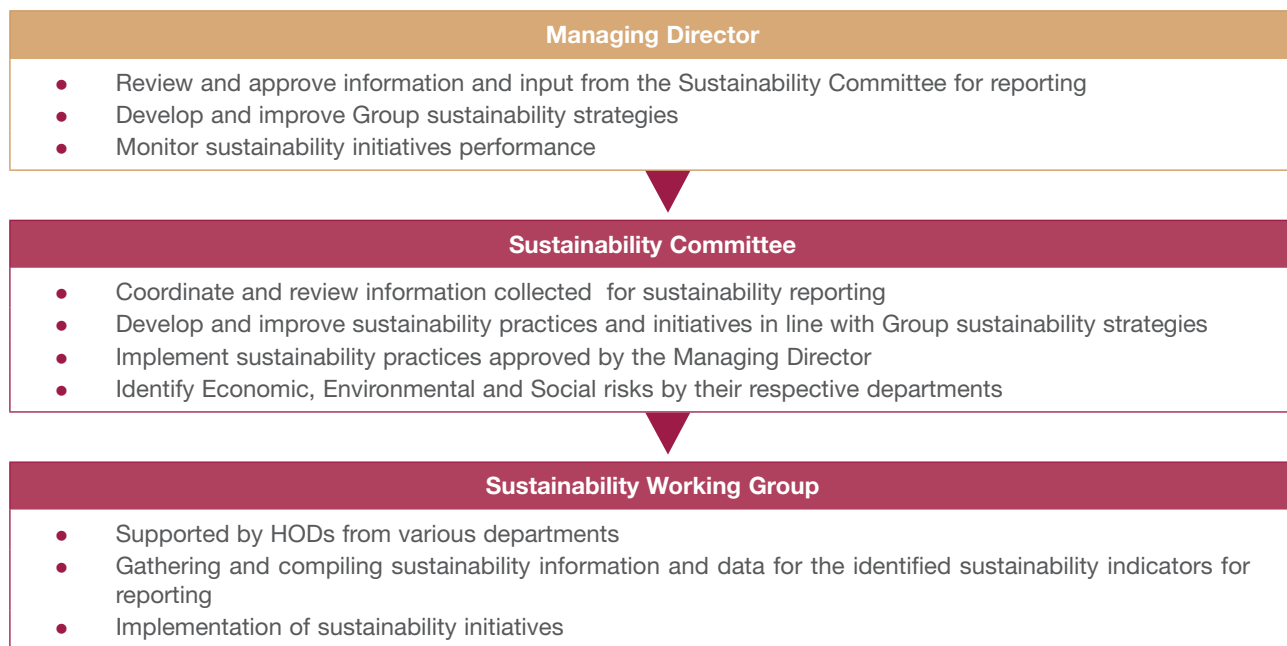 Managing Director
● Review and approve information and input from the Sustainability Committee for reporting
● Develop and improve Group sustainability strategies
● Monitor sustainability initiatives performance
Sustainability Committee
● Coordinate and review information collected  for sustainability reporting
● Develop and improve sustainability practices and initiatives in line with Group sustainability strategies
● Implement sustainability practices approved by the Managing Director
● Identify Economic, Environmental and Social risks by their respective departments
Sustainability Working Group
● Supported by HODs from various departments
● Gathering and compiling sustainability information and data for the identified sustainability indicators for
reporting
● Implementation of sustainability initiatives